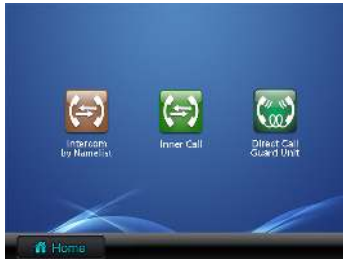 Intercom
by Namelist
Inner Call
Direct Call
Guard Unit
Home